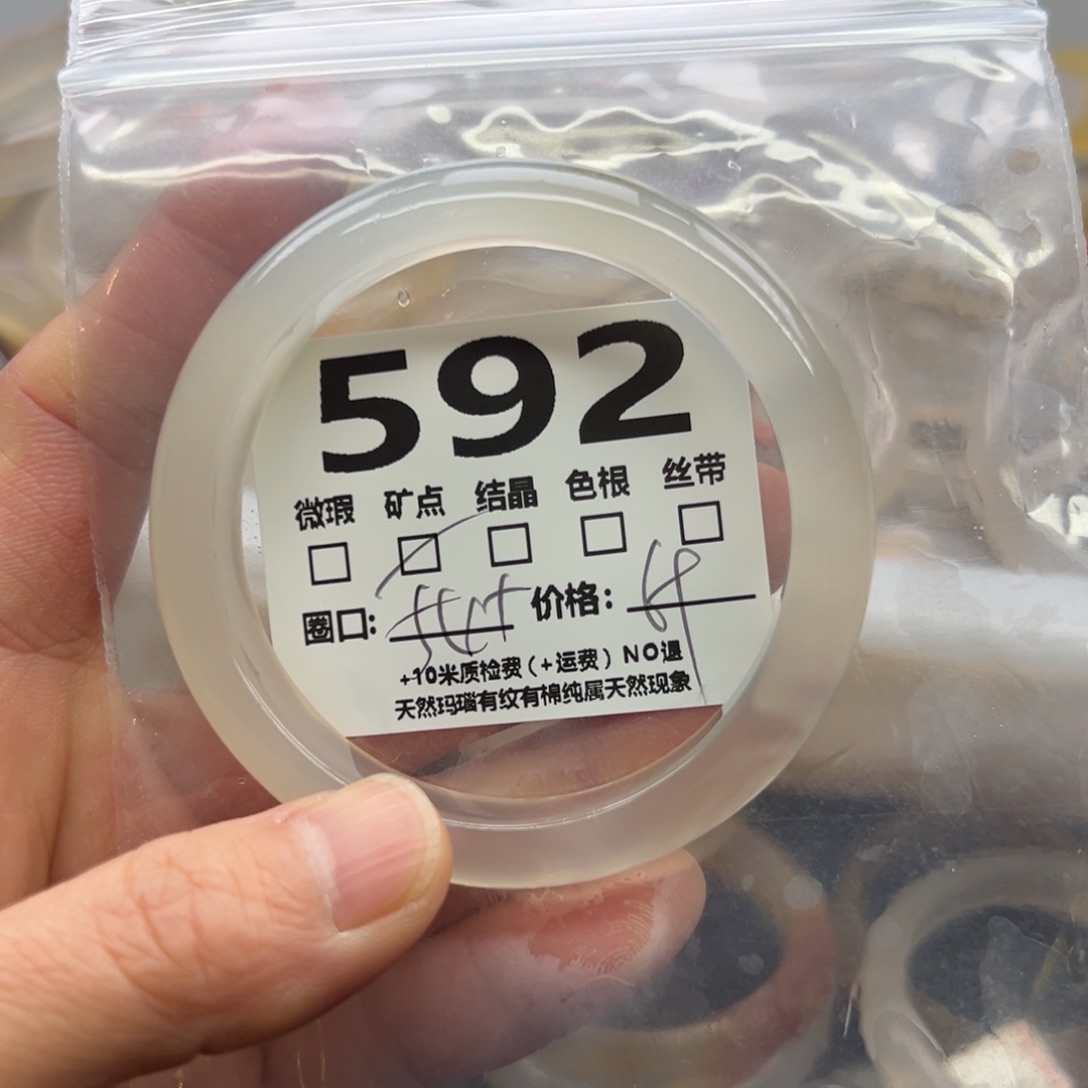 592
微瑕 矿点 结晶 色根 丝带
圈口: 价格:
+10米质检费(+运费) NO退
天然玛瑙有纹有棉纯属天然现象